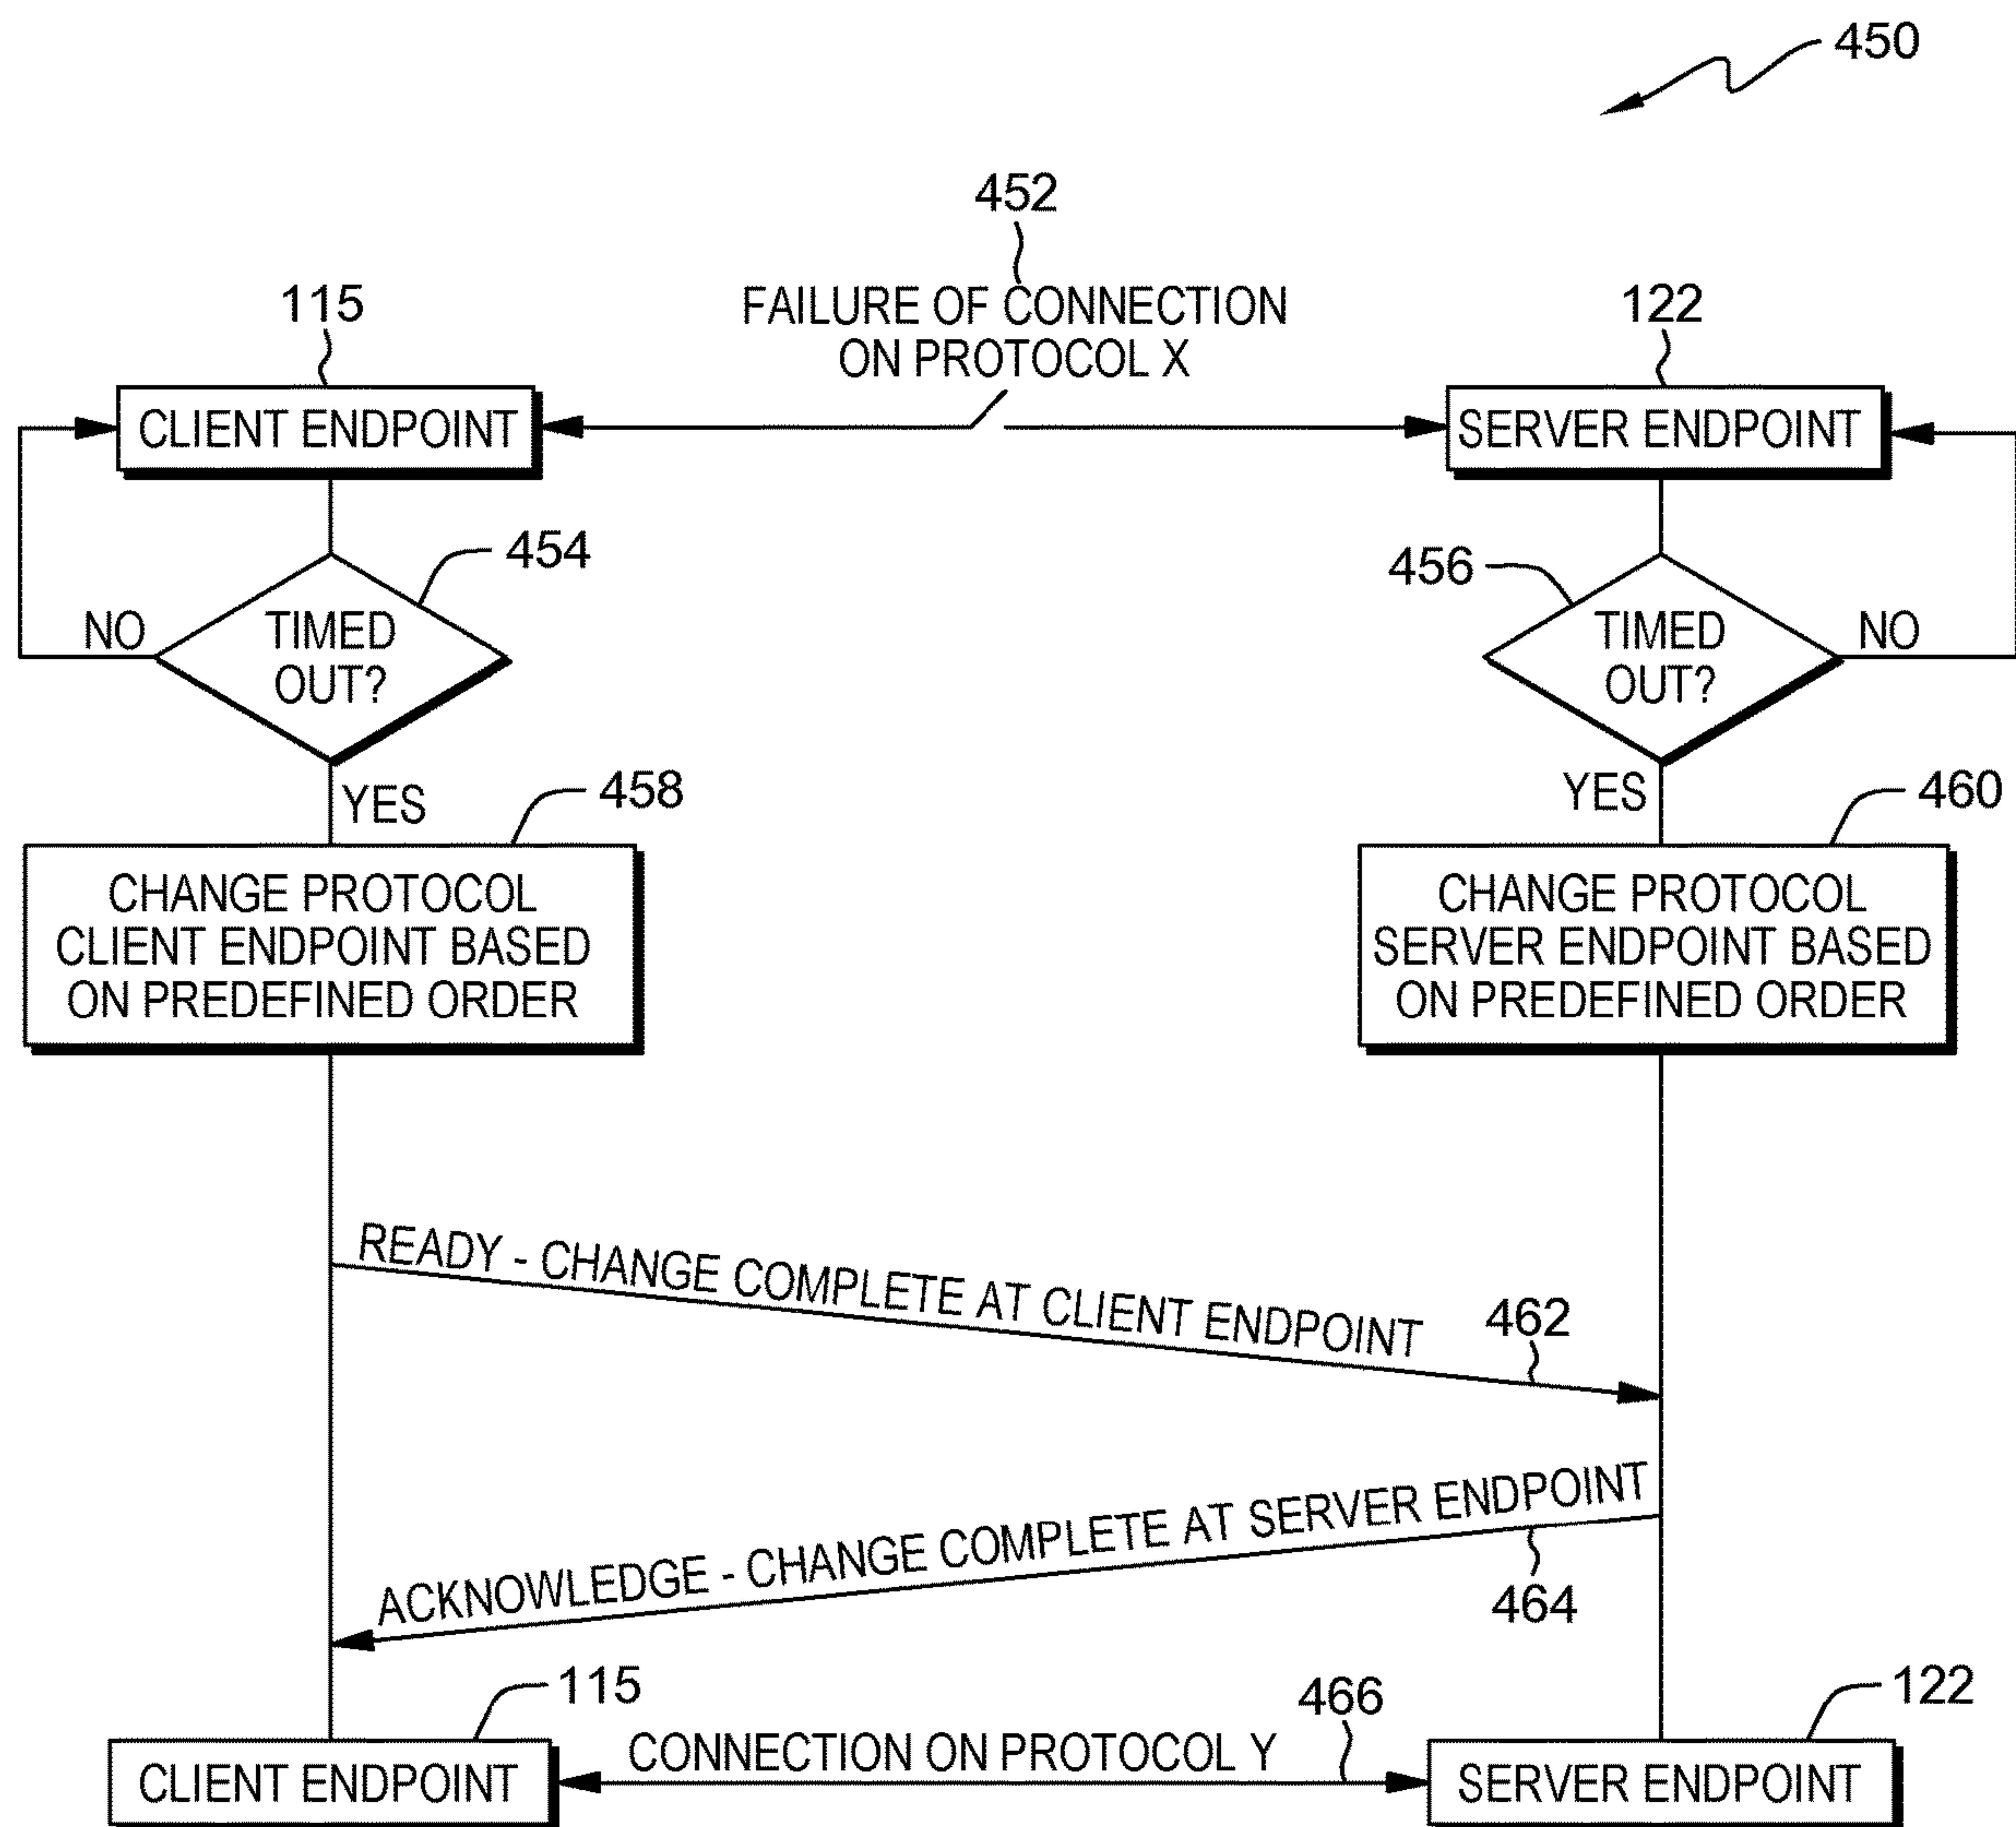 450
452
FAILURE OF CONNECTION
ON PROTOCOL X
115
122
CLIENT ENDPOINT
SERVER ENDPOINT
454
456
NO
TIMED
OUT?
TIMED
OUT?
NO
YES
458
YES
460
CHANGE PROTOCOL
CLIENT ENDPOINT BASED
ON PREDEFINED ORDER
CHANGE PROTOCOL
SERVER ENDPOINT BASED
ON PREDEFINED ORDER
READY - CHANGE COMPLETE AT CLIENT ENDPOINT
462
ACKNOWLEDGE - CHANGE COMPLETE AT SERVER ENDPOINT
464
115
466
122
CLIENT ENDPOINT
CONNECTION ON PROTOCOL Y
SERVER ENDPOINT